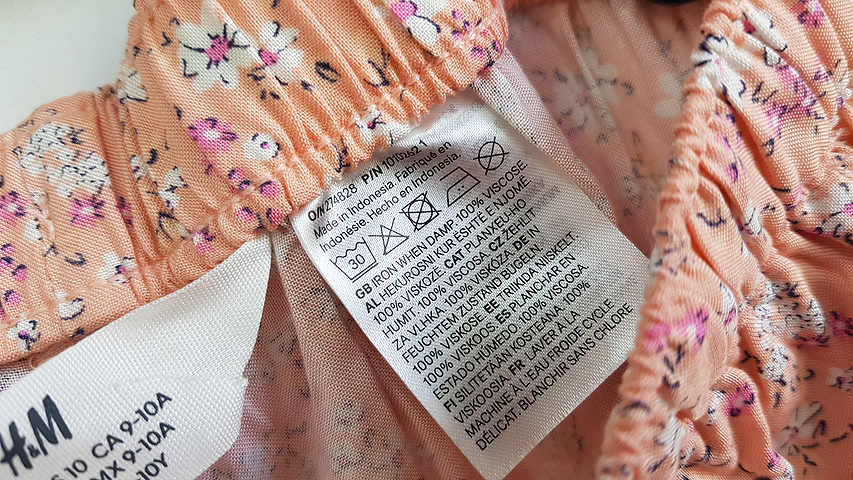 O/N274828 P/N
Made in Indonesia. Fabriqué en
Indonésie. Hecho en Indonesia.
30
GB IRON WHEN DAMP 100% VISCOSE
AL HEKUROSNI KUR ËSHTË E NJOMË
100% VISKOZË CAT PLANXEU-HO
HUMIT. 100% VISCOSA CZ ŽEHLIT
ZA VLHKA. 100% VISKÓZA DE IN
FEUCHTEM ZUSTAND BÜGELN.
100% VISKOSE EE TRIIKIDA NIISKELT.
100% VISKOOS. ES PLANCHAR EN
ESTADO HÚMEDO 100% VISCOSA
FI SILITETÄÄN KOSTEANA 100%
VISKOOSIA FR LAVER À LA
MACHINE À L'EAU FROIDE CYCLE
DÉLICAT. BLANCHIR SANS CHLORE
H&M
10 CA 9-10A
MX 9-10A
-10Y